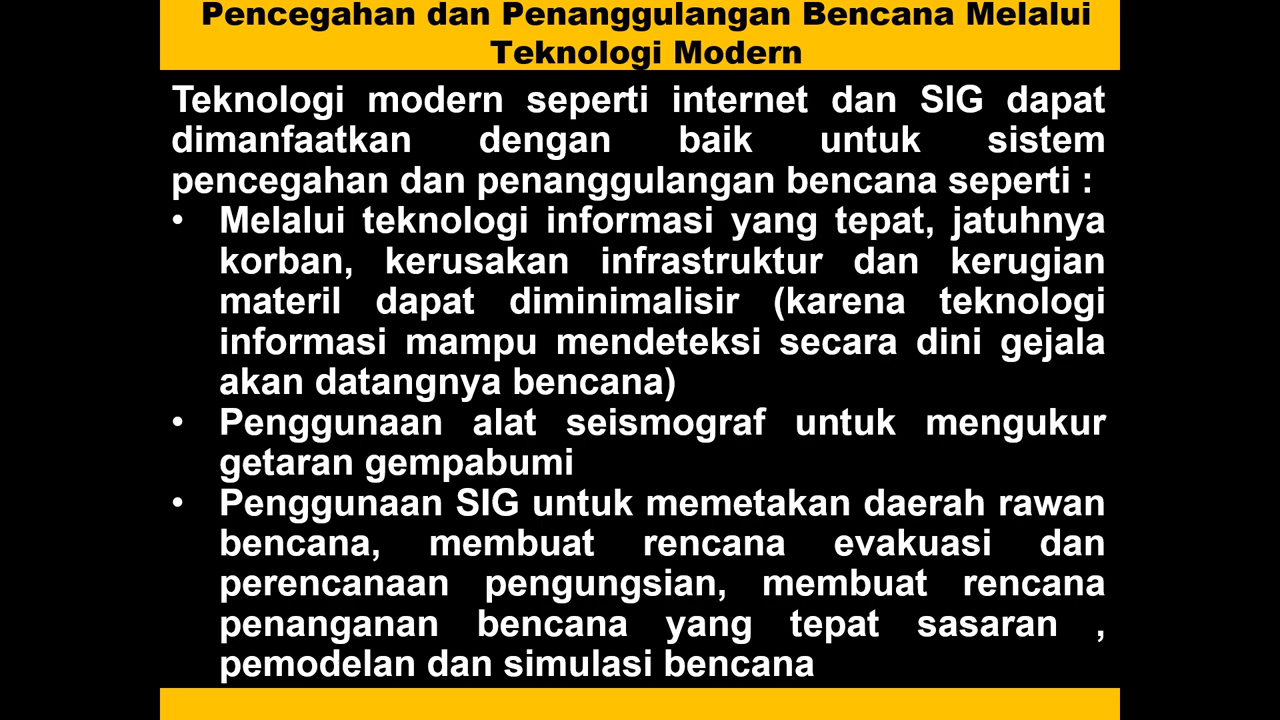 Pencegahan dan Penanggulangan Bencana Melalui
Teknologi Modern
Teknologi modern seperti internet dan SIG dapat
dimanfaatkan dengan baik untuk sistem
pencegahan dan penanggulangan bencana seperti :
• Melalui teknologi informasi yang tepat, jatuhnya
korban, kerusakan infrastruktur dan kerugian
materil dapat diminimalisir (karena teknologi
informasi mampu mendeteksi secara dini gejala
akan datangnya bencana)
• Penggunaan alat seismograf untuk mengukur
getaran gempabumi
• Penggunaan SIG untuk memetakan daerah rawan
bencana, membuat rencana evakuasi dan
perencanaan pengungsian, membuat rencana
penanganan bencana yang tepat sasaran ,
pemodelan dan simulasi bencana